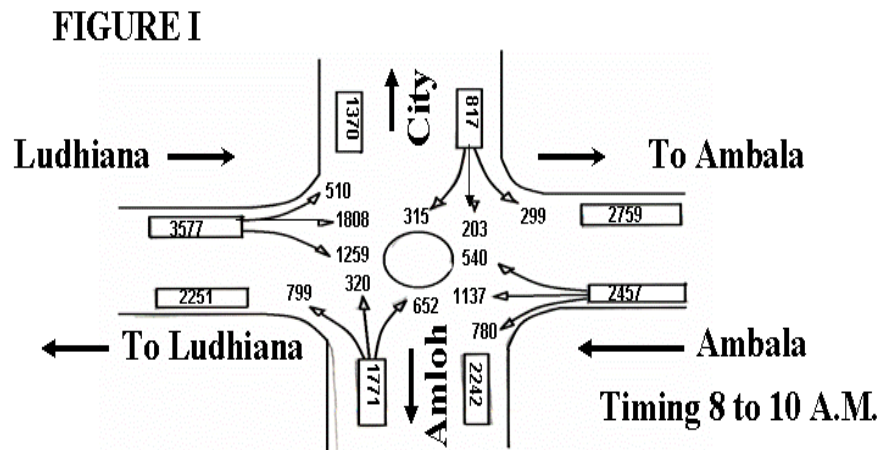 FIGURE I
1370
City
817
Ludhiana
To Ambala
510
3577
1808
315
203
299
2759
1259
540
2251
799
320
652
1137
2457
780
To Ludhiana
1771
Amloh
2242
Ambala
Timing 8 to 10 A.M.